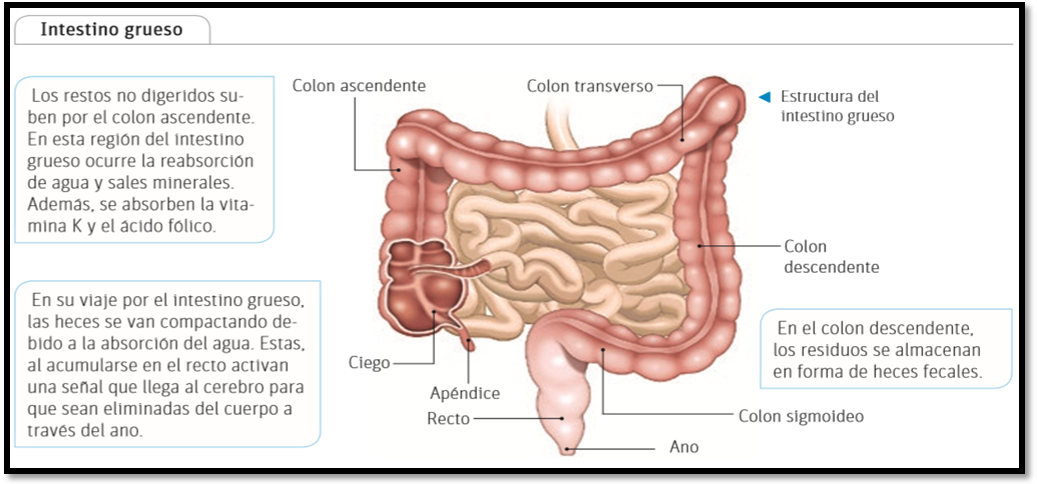 Intestino grueso
Los restos no digeridos su-
ben por el colon ascendente.
En esta región del intestino
grueso ocurre la reabsorción
de agua y sales minerales.
Además, se absorben la vita-
mina K y el ácido fólico.
En su viaje por el intestino grueso,
las heces se van compactando de-
bido a la absorción del agua. Estas,
al acumularse en el recto activan
una señal que llega al cerebro para
que sean eliminadas del cuerpo a
través del ano.
Colon ascendente
Colon transverso
◄ Estructura del
intestino grueso
Colon
descendente
En el colon descendente,
los residuos se almacenan
en forma de heces fecales.
Ciego
Apéndice
Recto
Colon sigmoideo
Ano